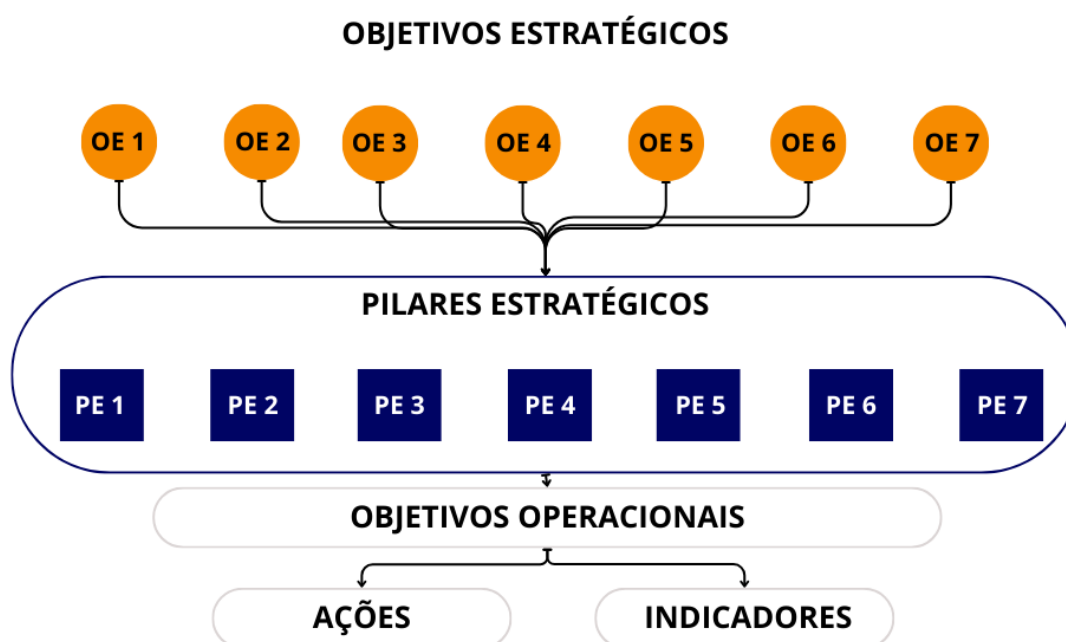 OBJETIVOS ESTRATÉGICOS
OE 1
OE 2
OE 3
OE 4
OE 5
OE 6
OE 7
PILARES ESTRATÉGICOS
PE 1
PE 2
PE 3
PE 4
PE 5
PE 6
PE 7
OBJETIVOS OPERACIONAIS
AÇÕES
INDICADORES